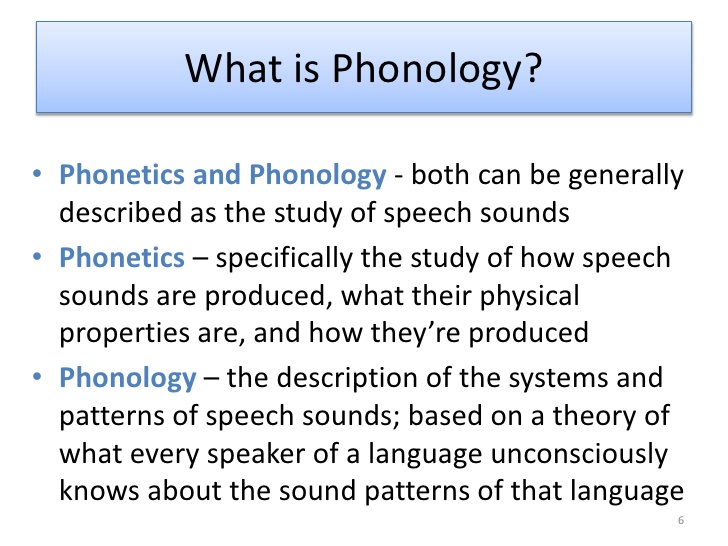 What is Phonology?
• Phonetics and Phonology - both can be generally
described as the study of speech sounds
• Phonetics – specifically the study of how speech
sounds are produced, what their physical
properties are, and how they’re produced
• Phonology – the description of the systems and
patterns of speech sounds; based on a theory of
what every speaker of a language unconsciously
knows about the sound patterns of that language
6